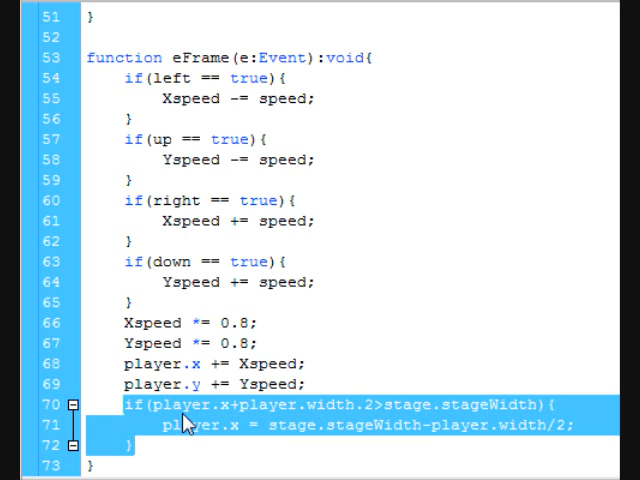 51 }
52
53 function eFrame(e:Event):void{
54 if(left == true){
55 Xspeed -= speed;
56 }
57 if(up == true){
58 Yspeed -= speed;
59 }
60 if(right == true){
61 Xspeed += speed;
62 }
63 if(down == true){
64 Yspeed += speed;
65 }
66 Xspeed *= 0.8;
67 Yspeed *= 0.8;
68 player.x += Xspeed;
69 player.y += Yspeed;
70 if(player.x+player.width.2>stage.stageWidth){
71 player.x = stage.stageWidth-player.width/2;
72 }
73 }